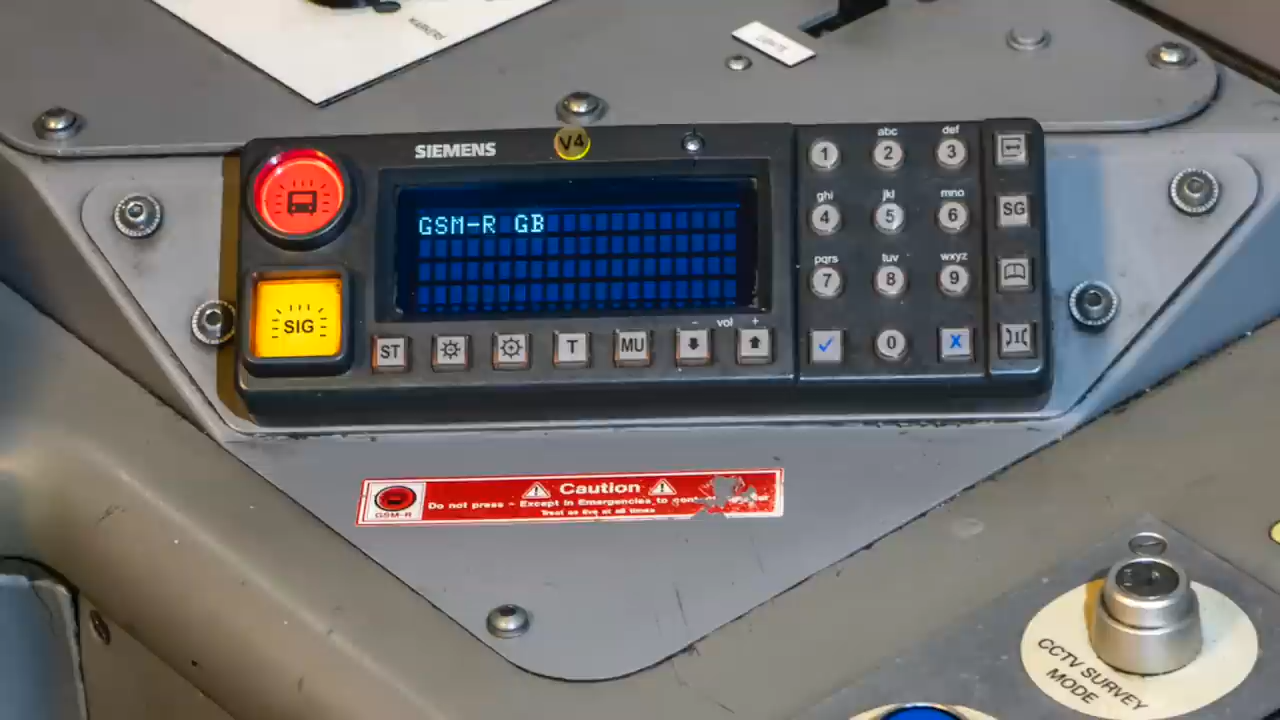 MARKERS
LIGHTS
SIEMENS
V4
GSM-R GB
SIG
ST
T
MU
- vol +
1
abc
2
def
3
ghi
4
jkl
5
mno
6
SG
pqrs
7
tuv
8
wxyz
9
0
X
Caution
Do not press - Except in Emergencies to
Treat as live at all times
GSM-R
CCTV SURVEY
MODE